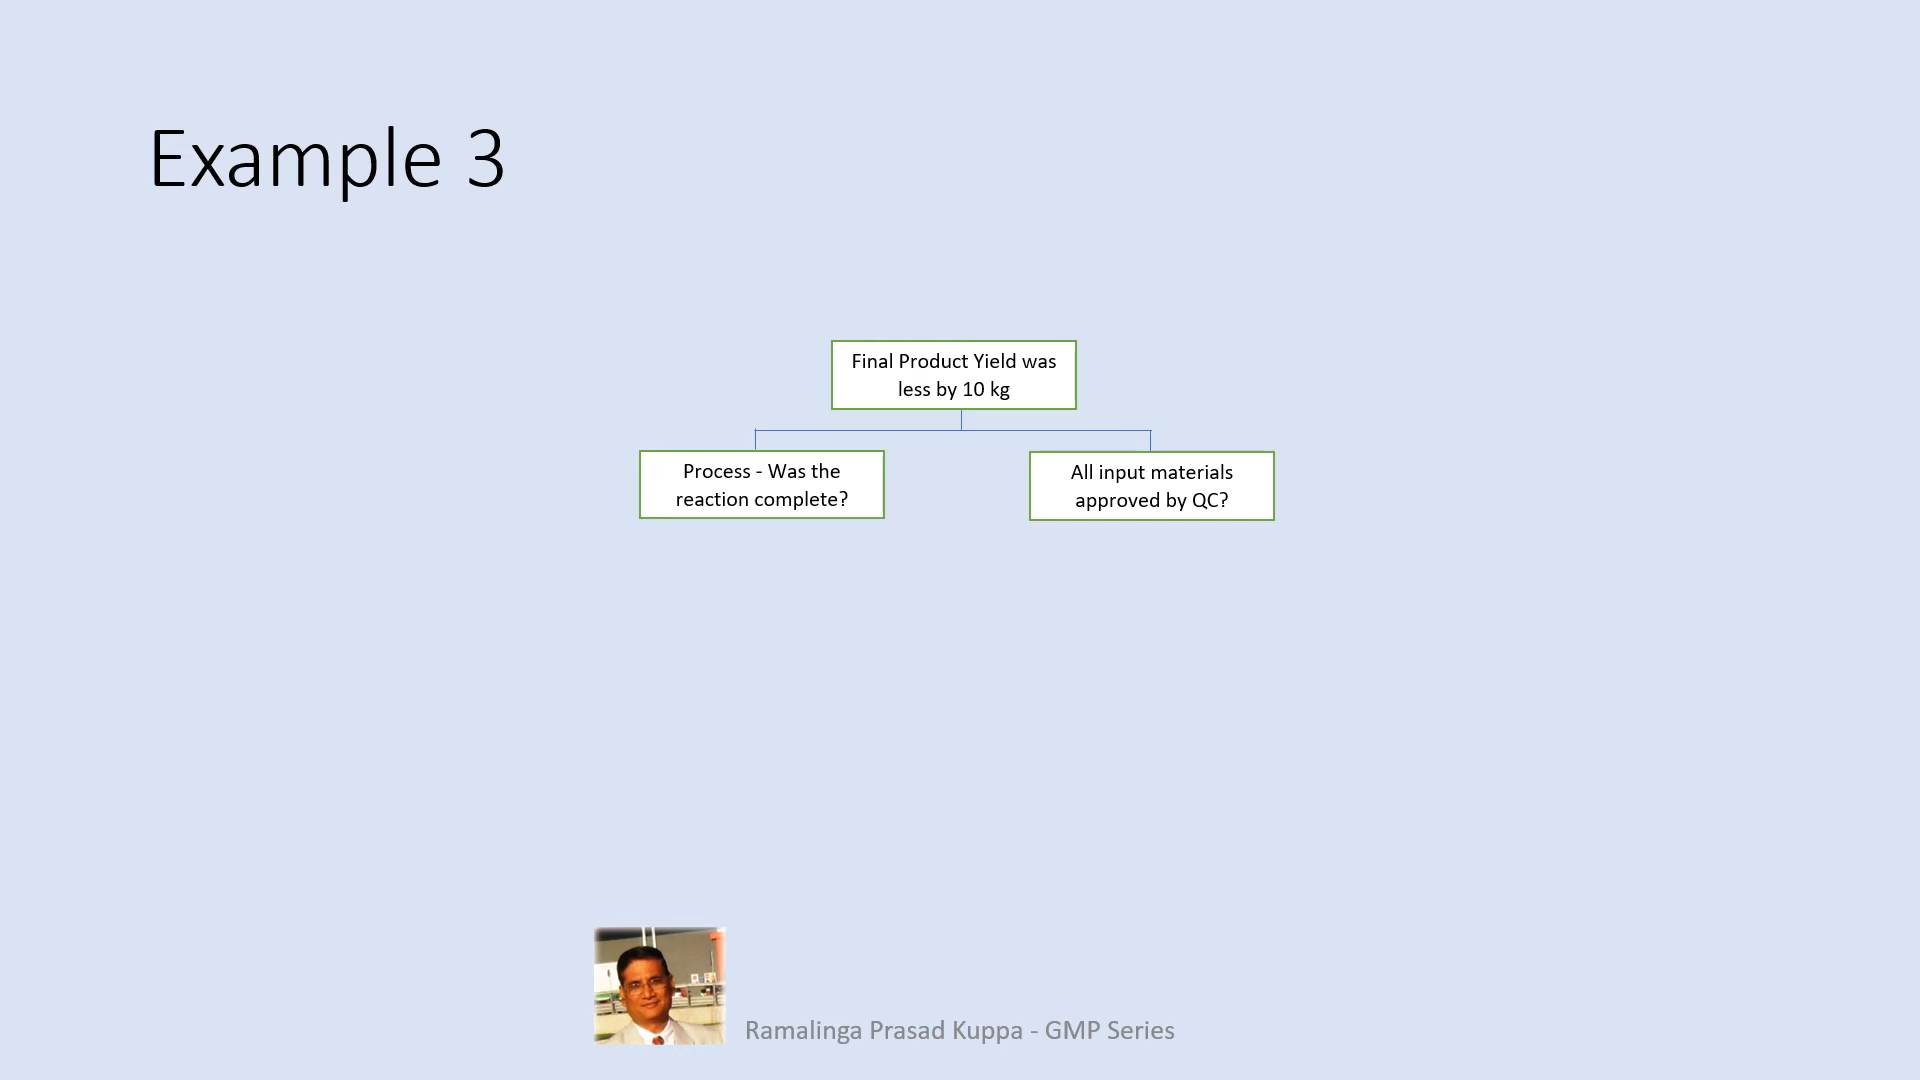 Example 3
Final Product Yield was
less by 10 kg
Process - Was the
reaction complete?
All input materials
approved by QC?
Ramalinga Prasad Kuppa - GMP Series